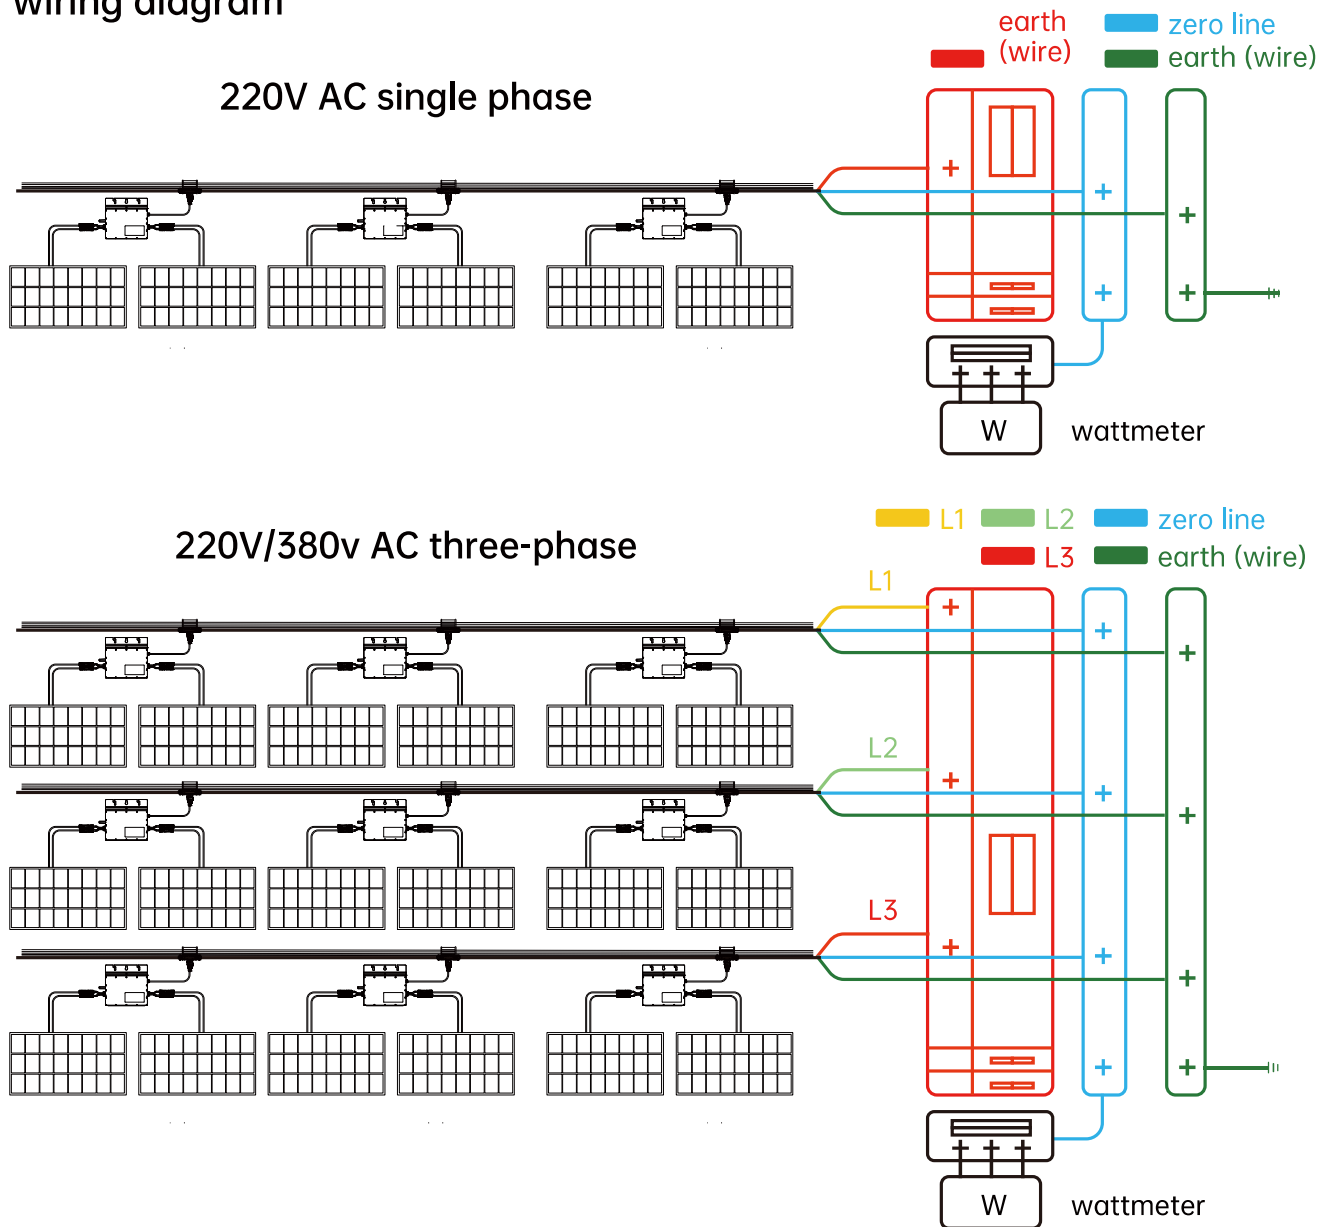 wiring diagram
earth
(wire)
zero line
earth (wire)
220V AC single phase
W
wattmeter
L1
L2
zero line
L3
earth (wire)
220V/380v AC three-phase
L1
L2
L3
W
wattmeter